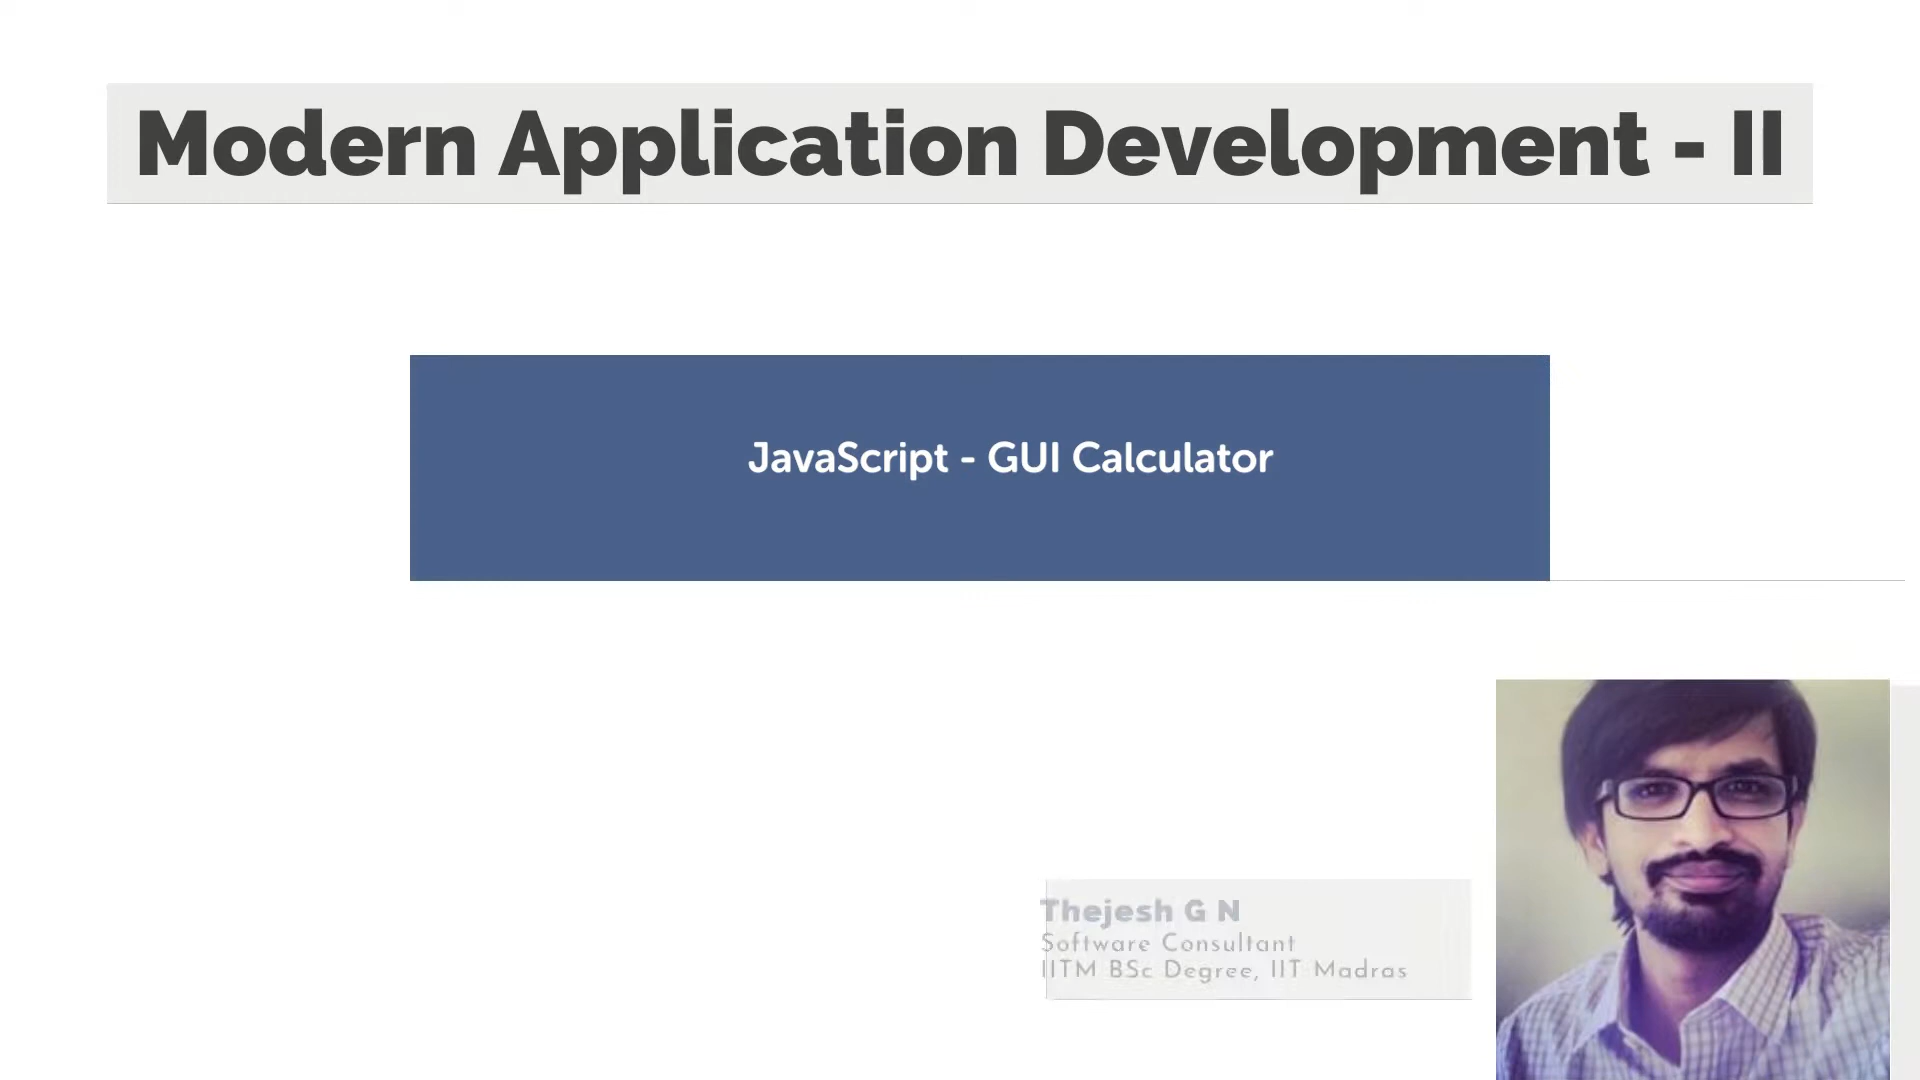 Modern Application Development - II
JavaScript - GUI Calculator
Thejesh G N
Software Consultant
IITM BSc Degree, IIT Madras